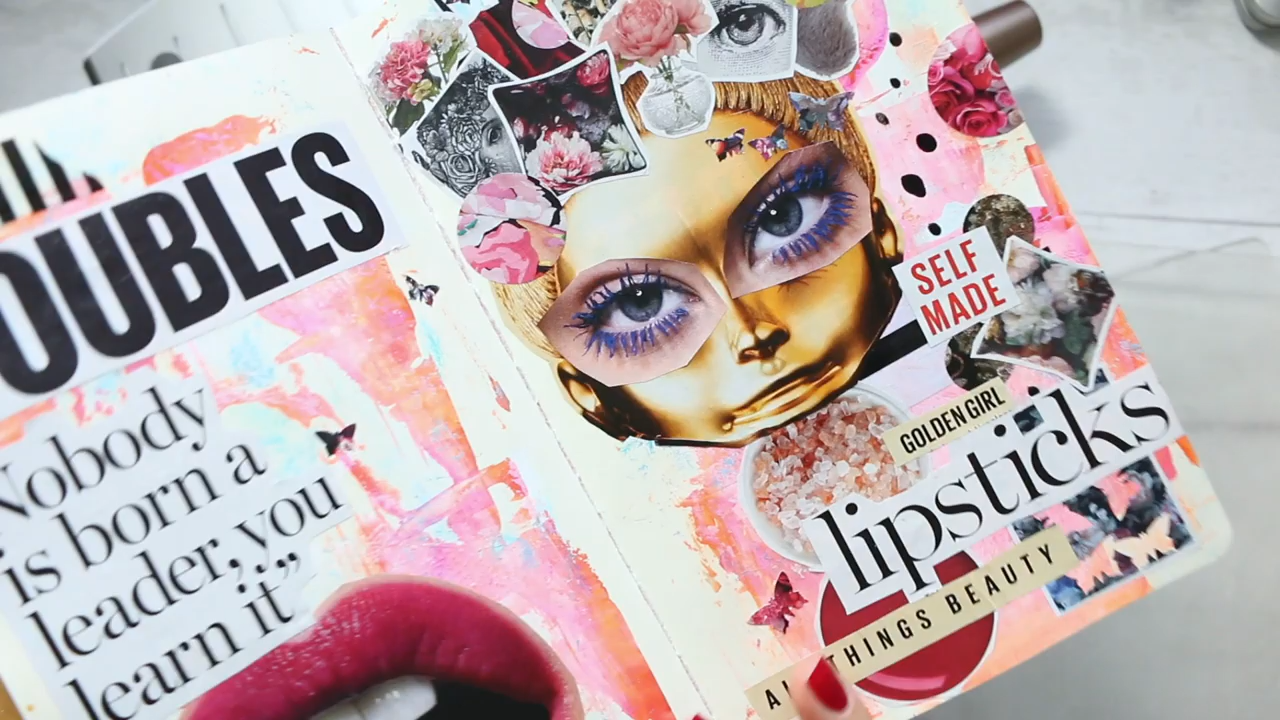 OUBLES
Nobody
is born a
leader, you
learn it”
SELF
MADE
GOLDEN GIRL
lipsticks
THINGS BEAUTY